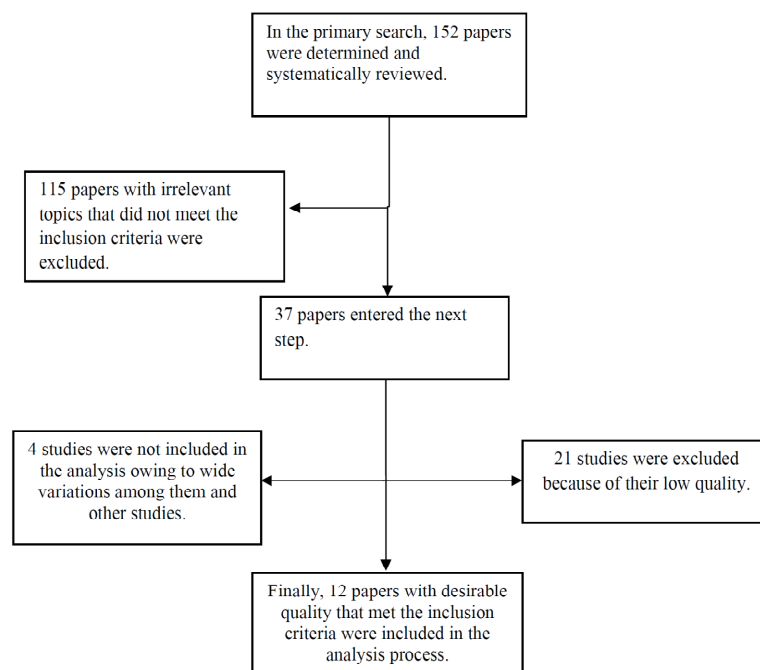 In the primary search, 152 papers
were determined and
systematically reviewed.
115 papers with irrelevant
topics that did not meet the
inclusion criteria were
excluded.
37 papers entered the next
step.
4 studies were not included in
the analysis owing to wide
variations among them and
other studies.
21 studies were excluded
because of their low quality.
Finally, 12 papers with desirable
quality that met the inclusion
criteria were included in the
analysis process.